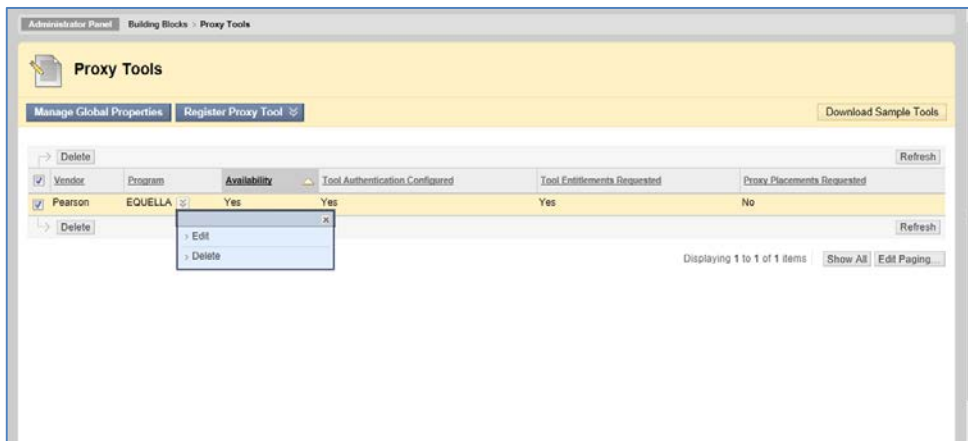 Administrator Panel Building Blocks > Proxy Tools
Proxy Tools
Manage Global Properties Register Proxy Tool Download Sample Tools
Delete Refresh
Vendor Program Availability Tool Authentication Configured Tool Entitlements Requested Proxy Placements Requested
Pearson EQUELLA Yes Yes Yes No
x
Delete Refresh
> Edit
> Delete
Displaying 1 to 1 of 1 items Show All Edit Paging...